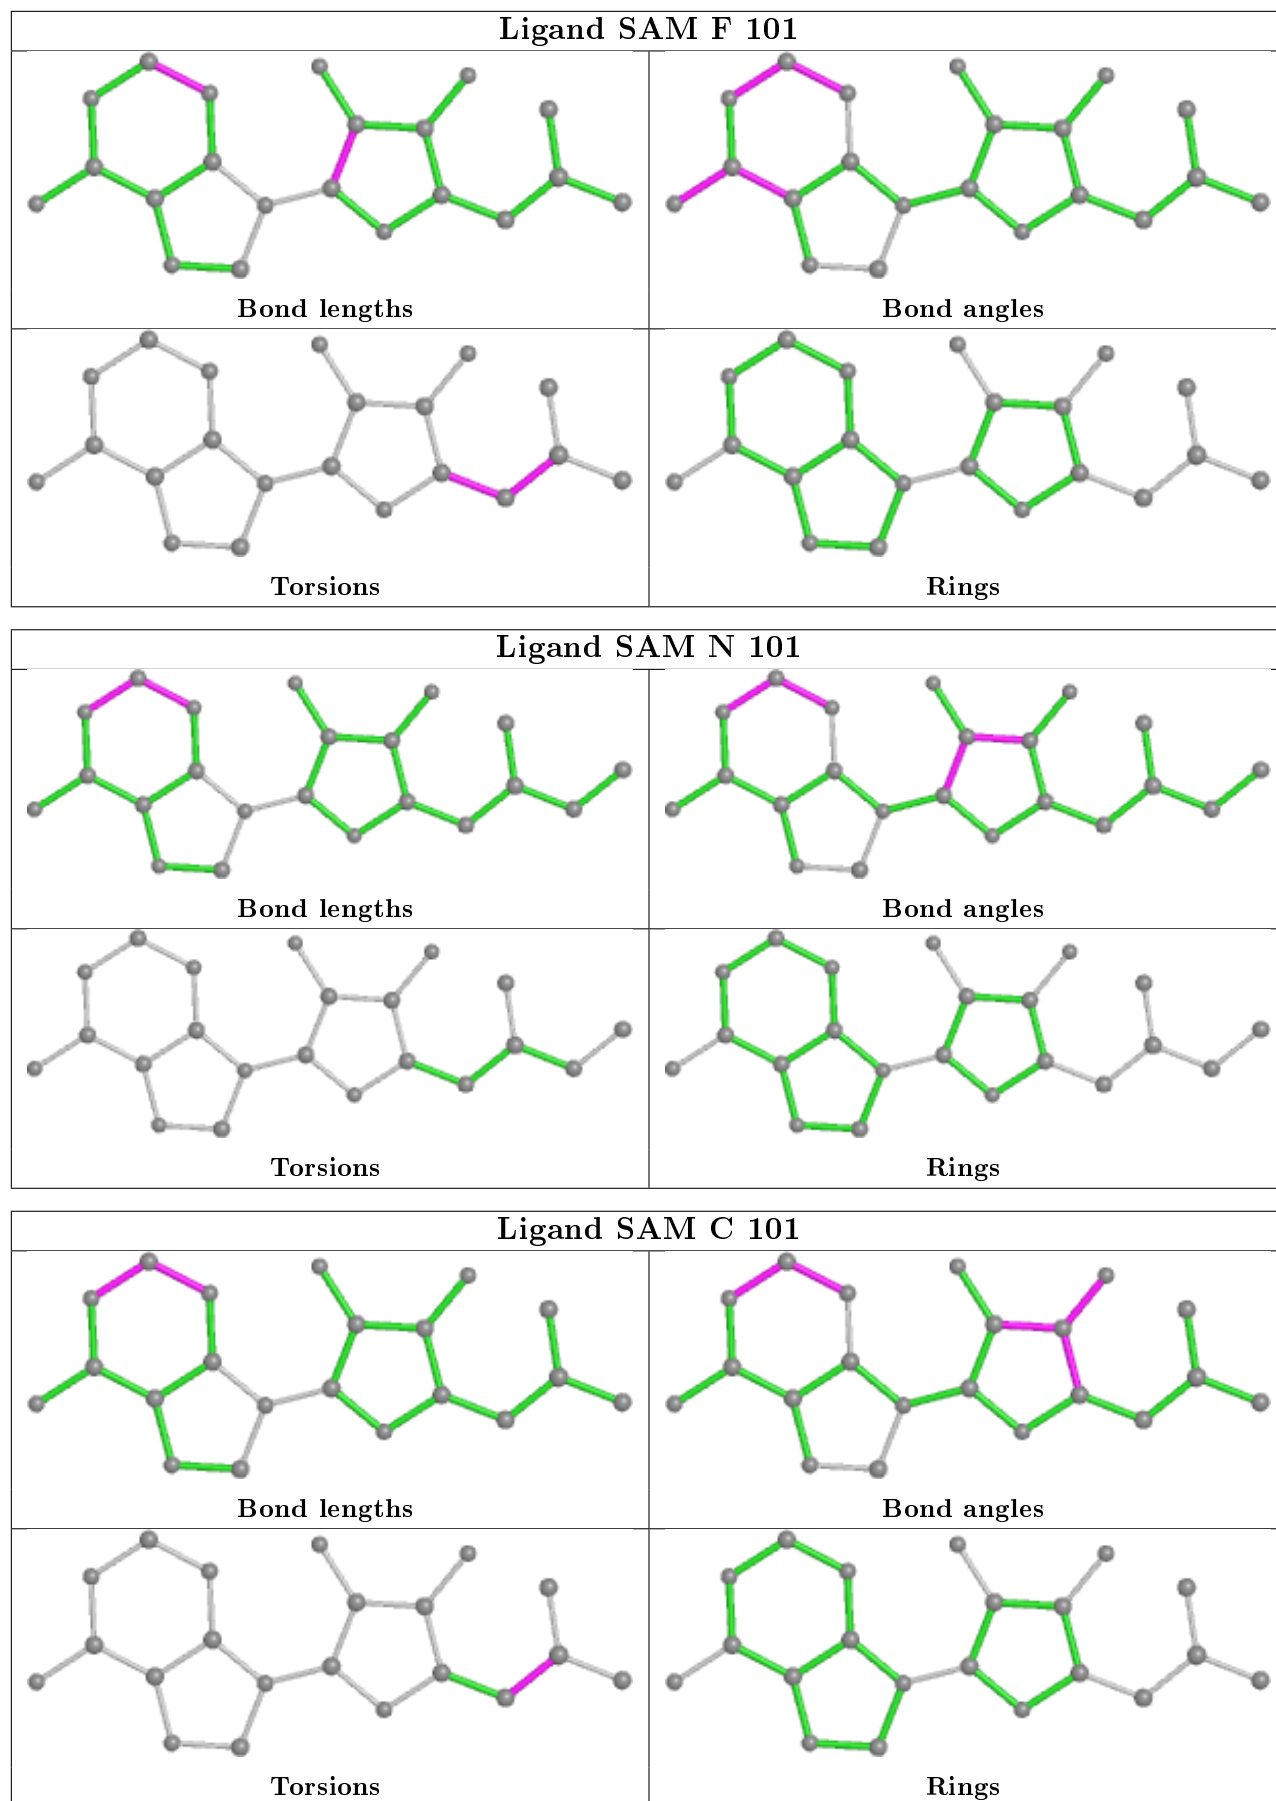 Ligand SAM F 101
Bond lengths
Bond angles
Torsions
Rings
Ligand SAM N 101
Bond lengths
Bond angles
Torsions
Rings
Ligand SAM C 101
Bond lengths
Bond angles
Torsions
Rings